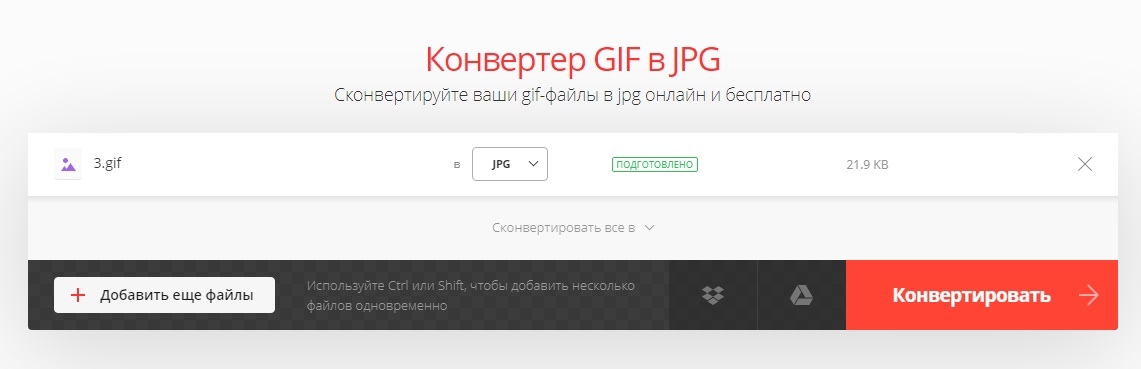 Конвертер GIF в JPG
Сконвертируйте ваши gif-файлы в jpg онлайн и бесплатно
3.gif в JPG ПОДГОТОВЛЕНО 21.9 KB
Сконвертировать все в
Добавить еще файлы
Используйте Ctrl или Shift, чтобы добавить несколько
файлов одновременно
Конвертировать